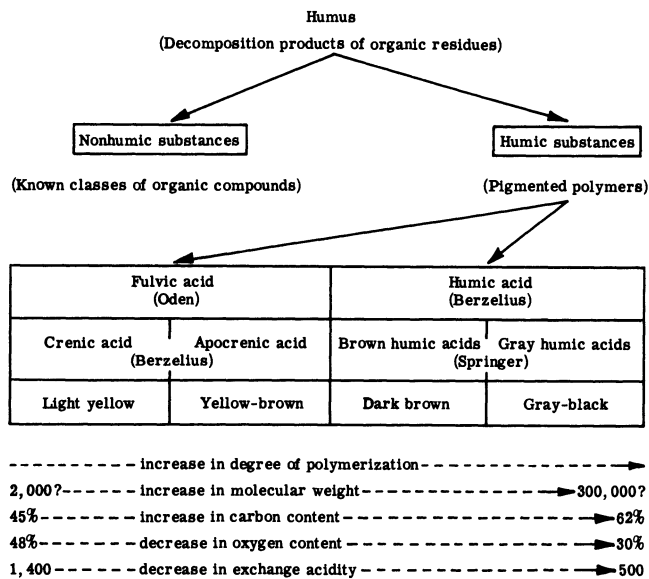 Humus
(Decomposition products of organic residues)
Nonhumic substances
Humic substances
(Known classes of organic compounds)
(Pigmented polymers)
Fulvic acid
(Oden)
Humic acid
(Berzelius)
Crenic acid
Apocrenic acid
(Berzelius)
Brown humic acids
Gray humic acids
(Springer)
Light yellow
Yellow-brown
Dark brown
Gray-black
increase in degree of polymerization
2,000? increase in molecular weight 300,000?
45% increase in carbon content 62%
48% decrease in oxygen content 30%
1,400 decrease in exchange acidity 500